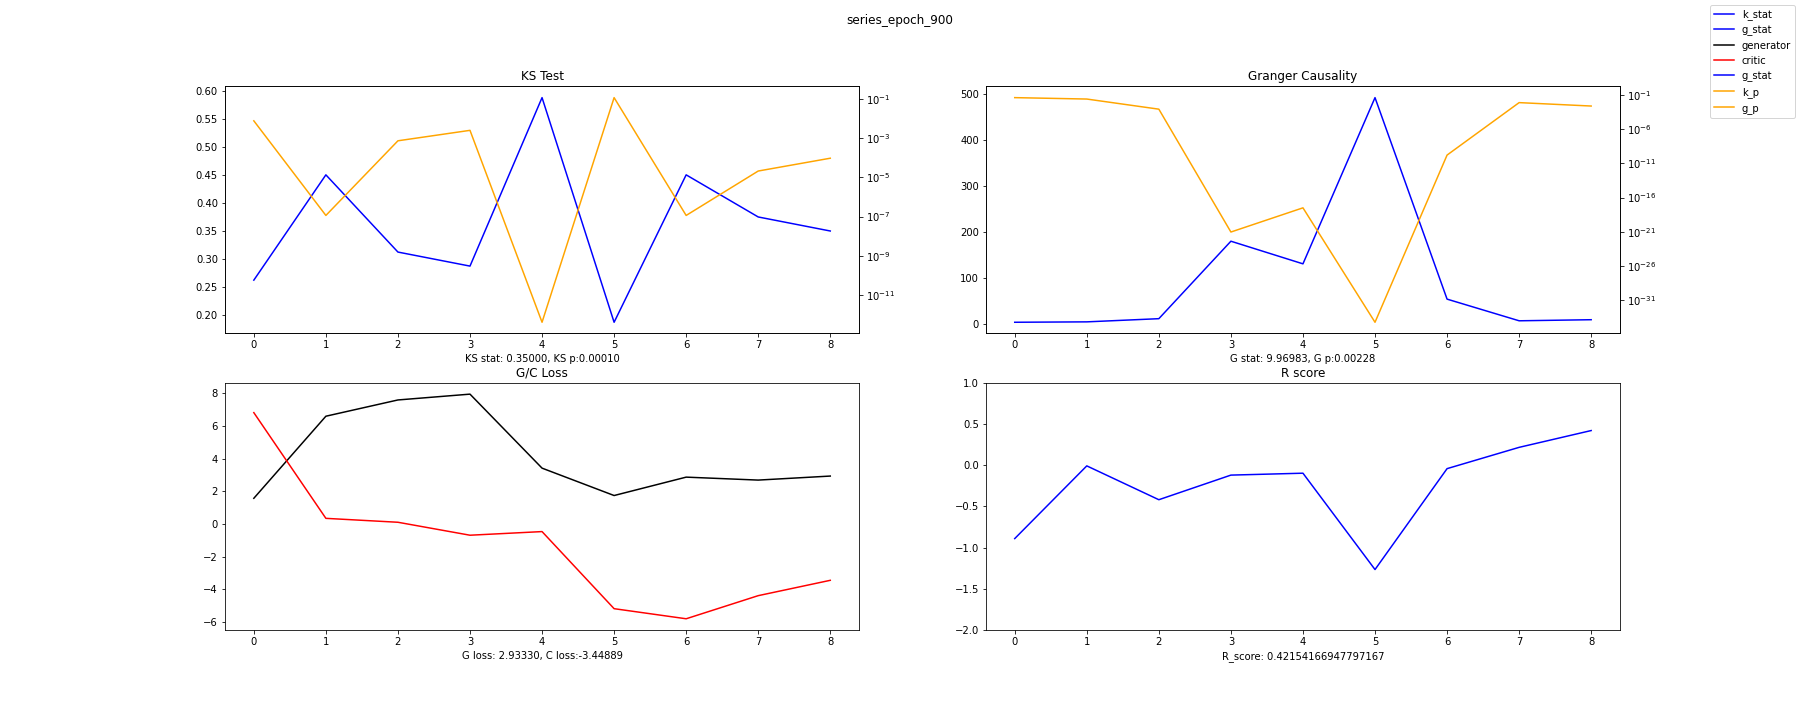 series_epoch_900
k_stat
g_stat
generator
critic
g_stat
k_p
g_p
KS Test
0.60
0.55
0.50
0.45
0.40
0.35
0.30
0.25
0.20
10⁻¹
10⁻³
10⁻⁵
10⁻⁷
10⁻⁹
10⁻¹¹
0 1 2 3 4 5 6 7 8
KS stat: 0.35000, KS p:0.00010
Granger Causality
500
400
300
200
100
0
10⁻¹
10⁻⁶
10⁻¹¹
10⁻¹⁶
10⁻²¹
10⁻²⁶
10⁻³¹
0 1 2 3 4 5 6 7 8
G stat: 9.96983, G p:0.00228
G/C Loss
8
6
4
2
0
−2
−4
−6
0 1 2 3 4 5 6 7 8
G loss: 2.93330, C loss:-3.44889
R score
1.0
0.5
0.0
−0.5
−1.0
−1.5
−2.0
0 1 2 3 4 5 6 7 8
R_score: 0.42154166947797167